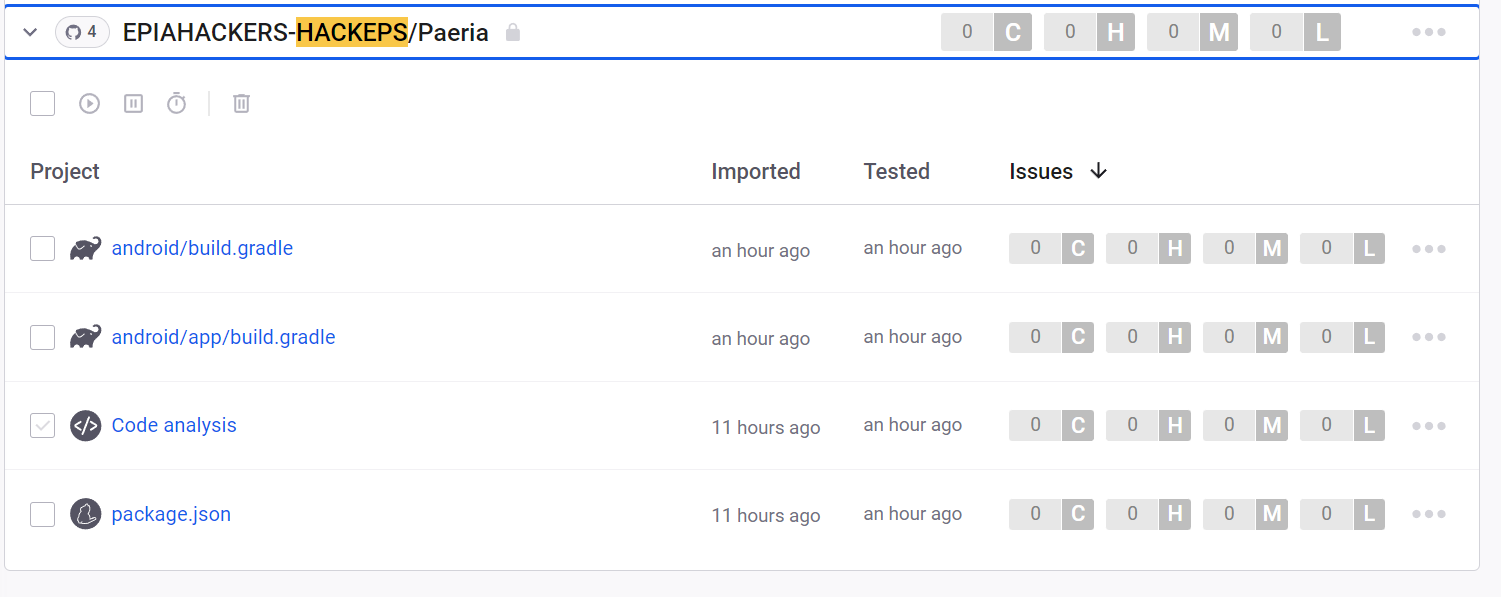 4 EPIAHACKERS-HACKEPS/Paeria 0 C 0 H 0 M 0 L
Project Imported Tested Issues
android/build.gradle an hour ago an hour ago 0 C 0 H 0 M 0 L
android/app/build.gradle an hour ago an hour ago 0 C 0 H 0 M 0 L
Code analysis 11 hours ago an hour ago 0 C 0 H 0 M 0 L
package.json 11 hours ago an hour ago 0 C 0 H 0 M 0 L